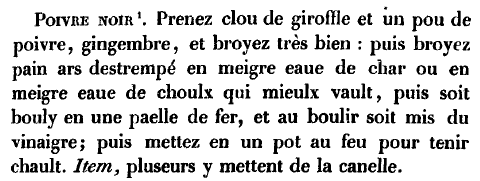 Poivre noir¹. Prenez clou de giroffle et un pou de
poivre, gingembre, et broyez très bien : puis broyez
pain ars destrempé en meigre eaue de char ou en
meigre eaue de choulx qui mieulx vault, puis soit
bouly en une paelle de fer, et au boulir soit mis du
vinaigre; puis mettez en un pot au feu pour tenir
chault. Item, pluseurs y mettent de la canelle.